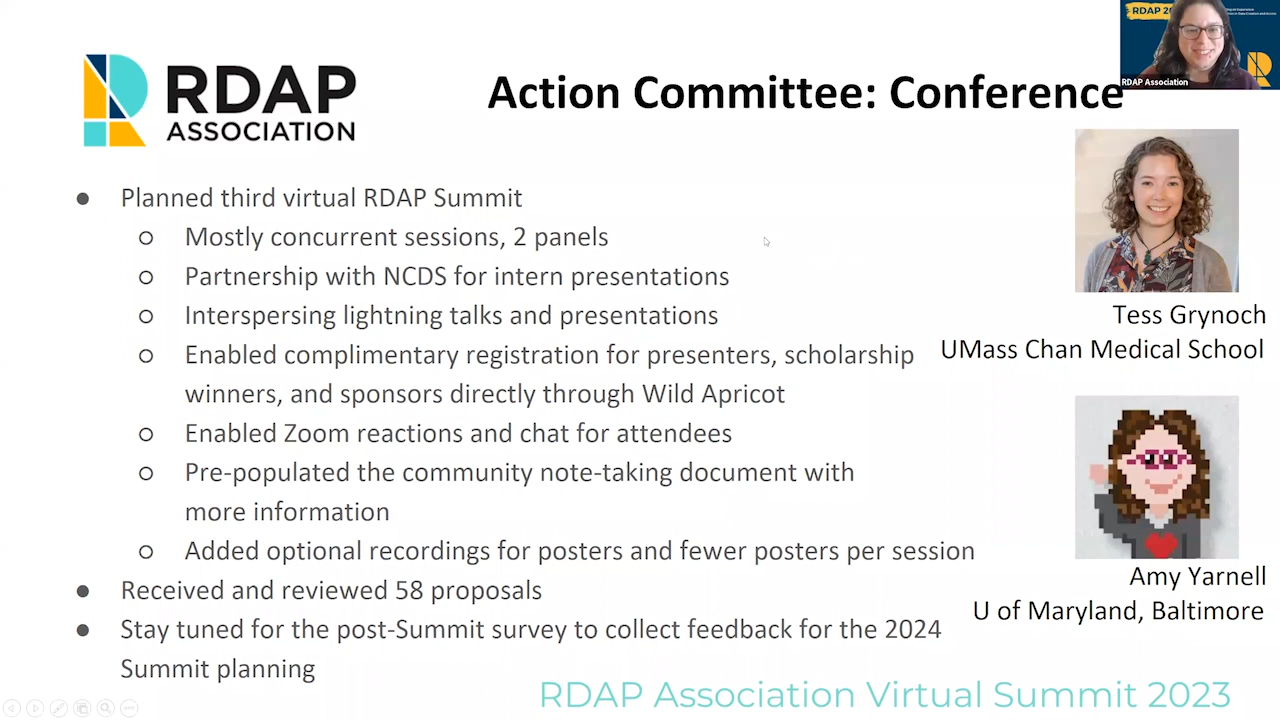 RDAP
ASSOCIATION
Action Committee: Conference
RDAP 20
RDAP Association
● Planned third virtual RDAP Summit
○ Mostly concurrent sessions, 2 panels
○ Partnership with NCDS for intern presentations
○ Interspersing lightning talks and presentations
○ Enabled complimentary registration for presenters, scholarship
winners, and sponsors directly through Wild Apricot
○ Enabled Zoom reactions and chat for attendees
○ Pre-populated the community note-taking document with
more information
○ Added optional recordings for posters and fewer posters per session
● Received and reviewed 58 proposals
● Stay tuned for the post-Summit survey to collect feedback for the 2024
Summit planning
Tess Grynoch
UMass Chan Medical School
Amy Yarnell
U of Maryland, Baltimore
RDAP Association Virtual Summit 2023